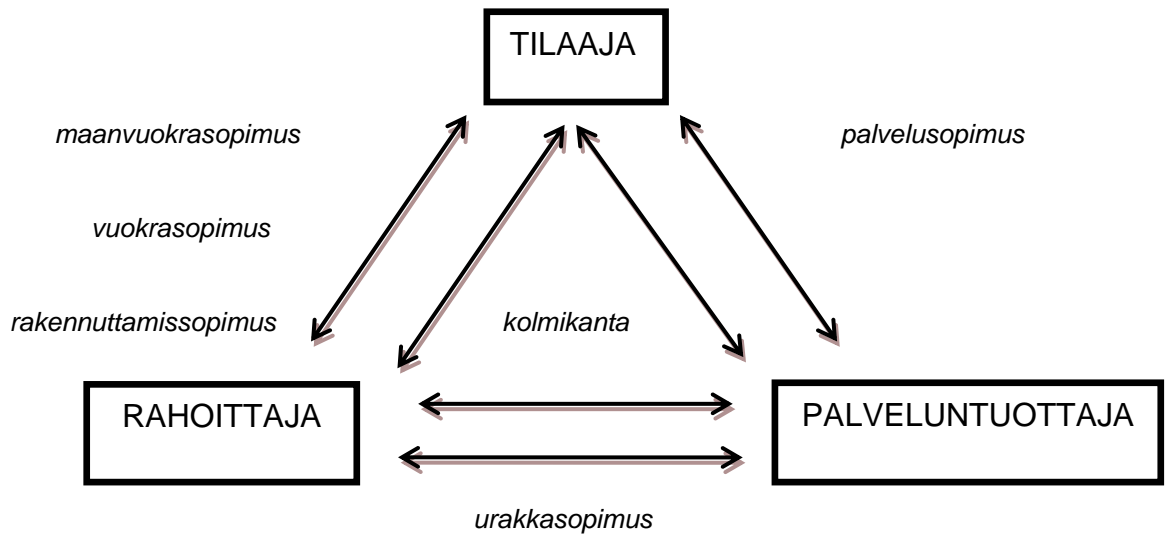 TILAAJA
maanvuokrasopimus
palvelusopimus
vuokrasopimus
rakennuttamissopimus
kolmikanta
RAHOITTAJA
PALVELUNTUOTTAJA
urakkasopimus